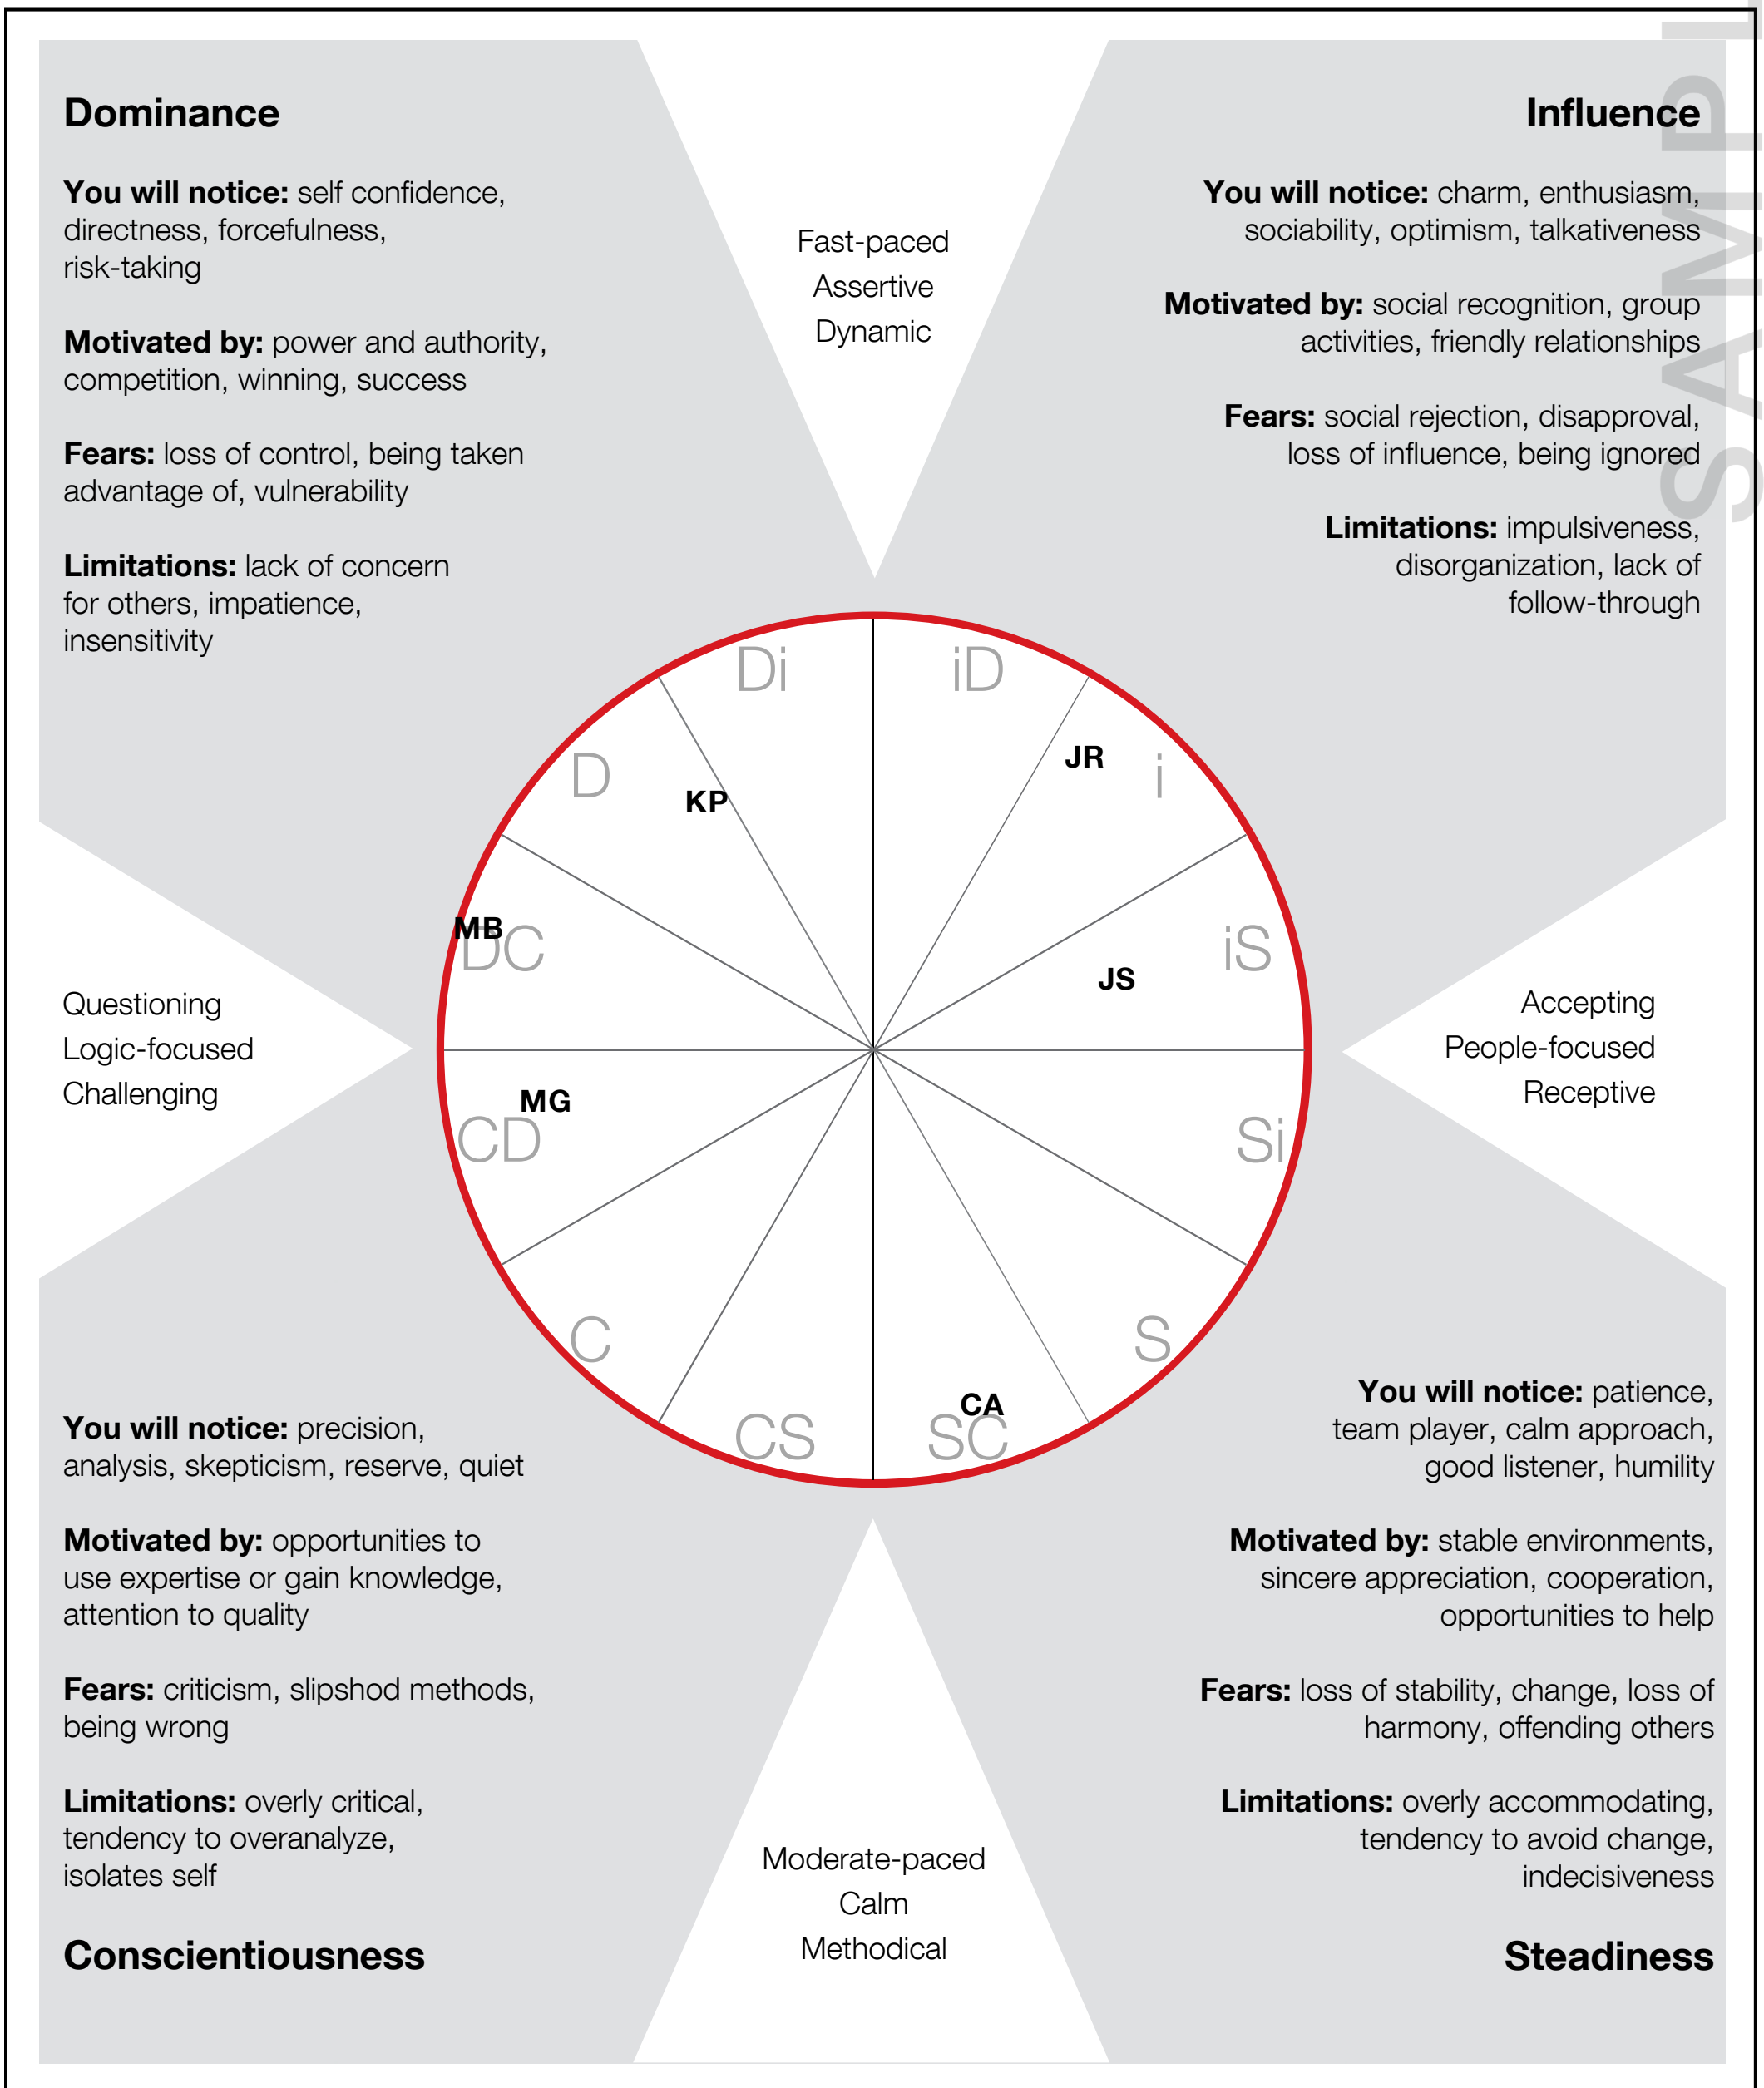 Dominance
You will notice: self confidence,
directness, forcefulness,
risk-taking
Motivated by: power and authority,
competition, winning, success
Fears: loss of control, being taken
advantage of, vulnerability
Limitations: lack of concern
for others, impatience,
insensitivity
Fast-paced
Assertive
Dynamic
Influence
You will notice: charm, enthusiasm,
sociability, optimism, talkativeness
Motivated by: social recognition, group
activities, friendly relationships
Fears: social rejection, disapproval,
loss of influence, being ignored
Limitations: impulsiveness,
disorganization, lack of
follow-through
SAMPL
Di
iD
D
KP
JR
i
MB
DC
JS
iS
Questioning
Logic-focused
Challenging
Accepting
People-focused
Receptive
MG
CD
Si
C
S
CS
CA
SC
You will notice: precision,
analysis, skepticism, reserve, quiet
Motivated by: opportunities to
use expertise or gain knowledge,
attention to quality
Fears: criticism, slipshod methods,
being wrong
Limitations: overly critical,
tendency to overanalyze,
isolates self
Conscientiousness
Moderate-paced
Calm
Methodical
You will notice: patience,
team player, calm approach,
good listener, humility
Motivated by: stable environments,
sincere appreciation, cooperation,
opportunities to help
Fears: loss of stability, change, loss of
harmony, offending others
Limitations: overly accommodating,
tendency to avoid change,
indecisiveness
Steadiness